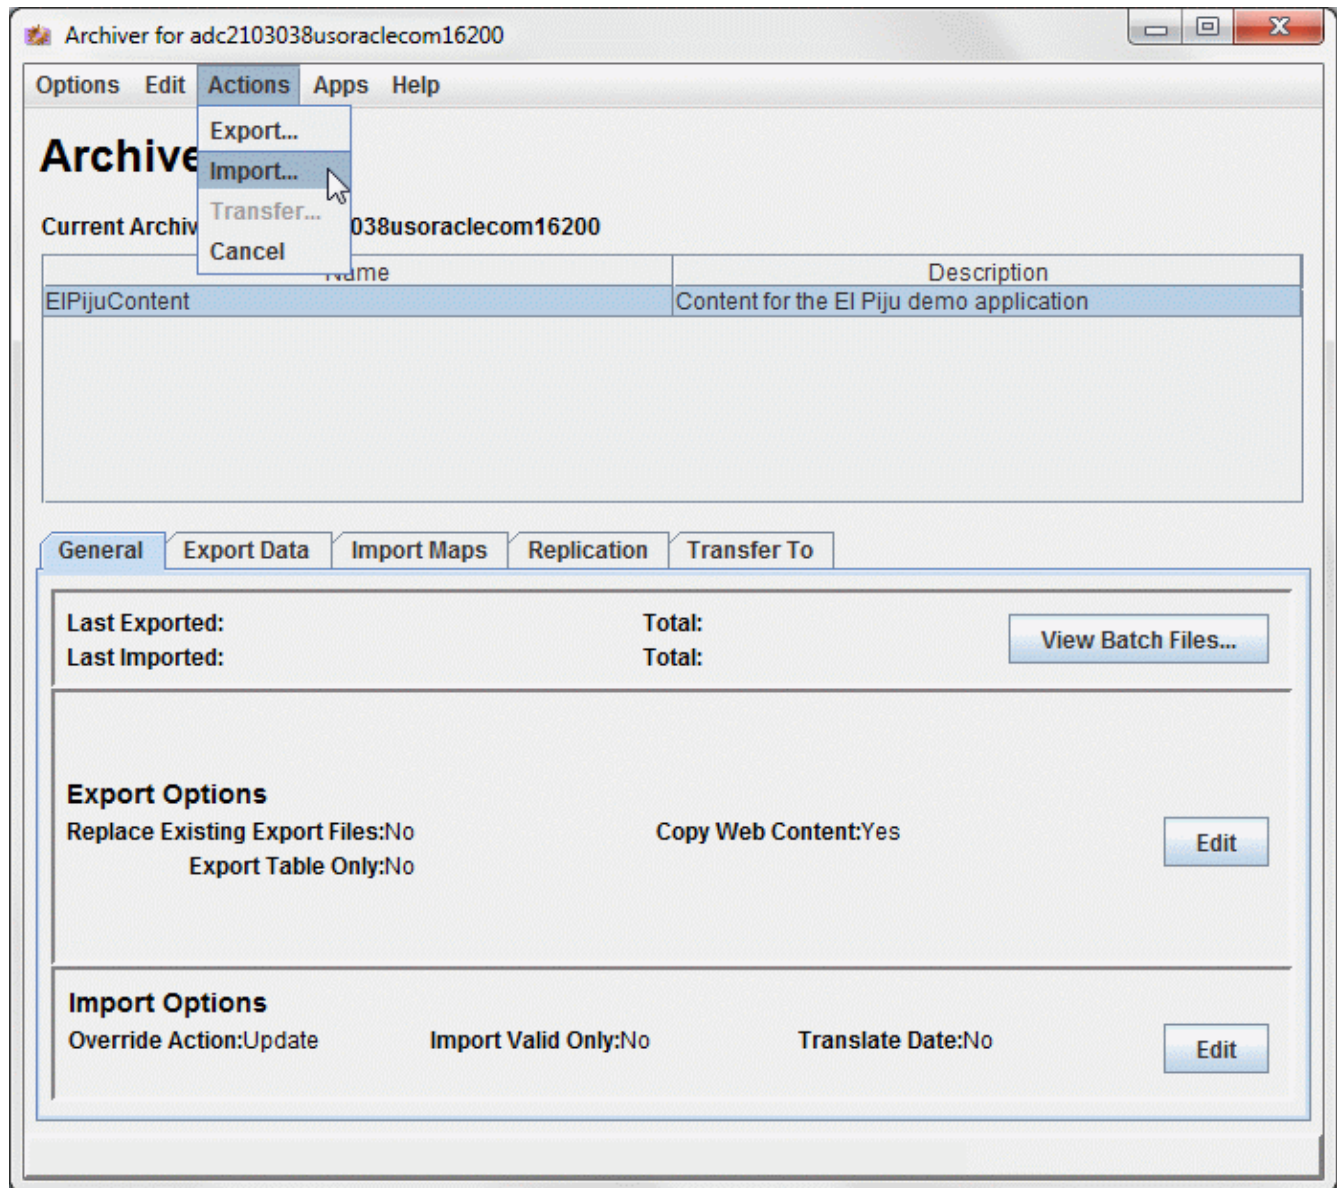 Archiver for adc2103038usoraclecom16200
Options Edit Actions Apps Help
Export...
Archive
Import...
Transfer...
Current Archiv 038usoraclecom16200
Cancel
Name Description
ElPijuContent Content for the El Piju demo application
General Export Data Import Maps Replication Transfer To
Last Exported: Total:
View Batch Files...
Last Imported: Total:
Export Options
Replace Existing Export Files:No Copy Web Content:Yes
Edit
Export Table Only:No
Import Options
Override Action:Update Import Valid Only:No Translate Date:No
Edit